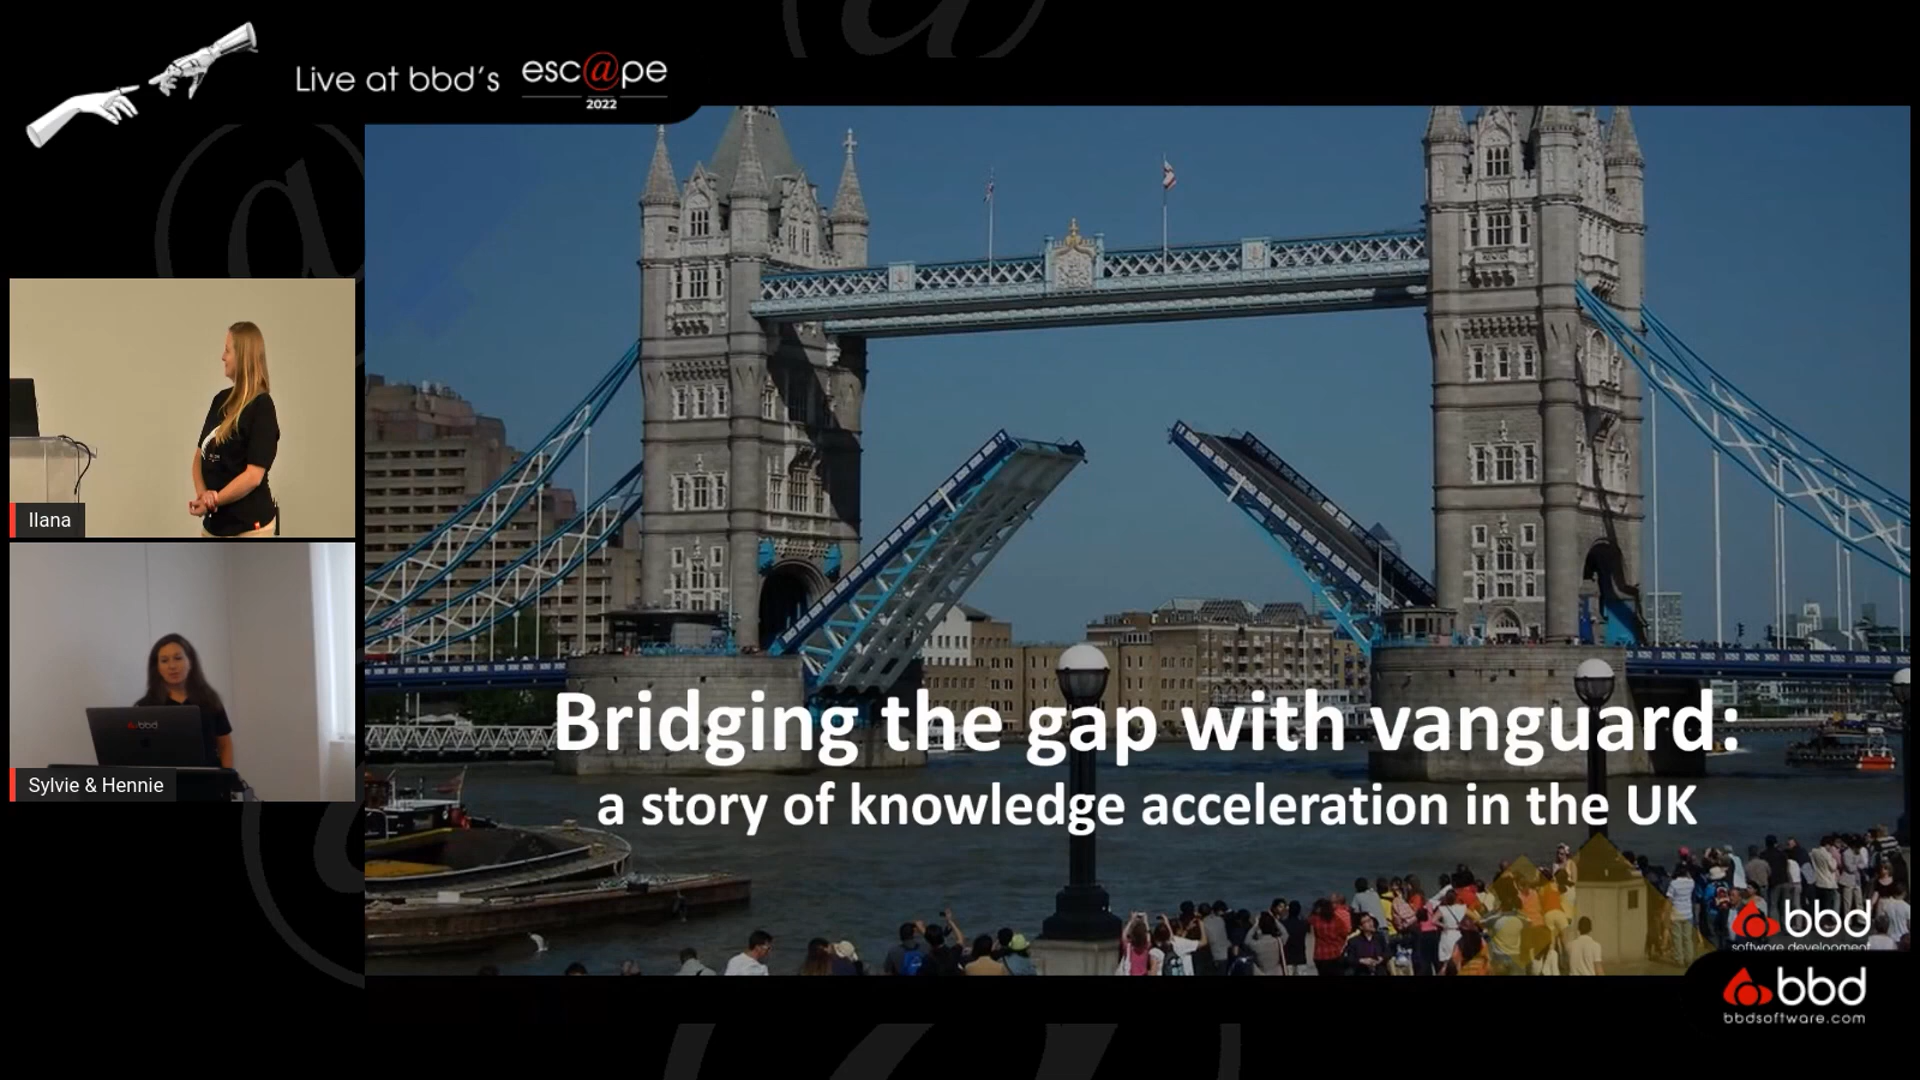 Live at bbd's
esc@pe
2022
Ilana
bbd
Sylvie & Hennie
Bridging the gap with vanguard:
a story of knowledge acceleration in the UK
bbd
software development
bbd
bbdsoftware.com